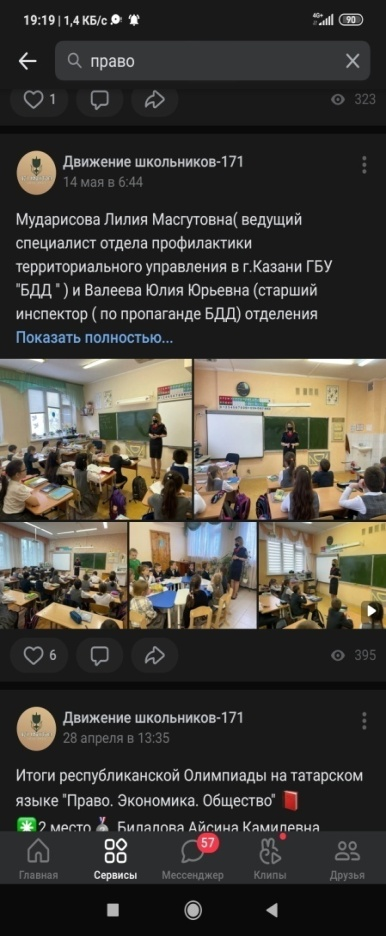 19:19 | 1,4 КБ/с
4G+
90
право
1
323
Движение школьников-171
14 мая в 6:44
Мударисова Лилия Масгутовна( ведущий
специалист отдела профилактики
территориального управления в г.Казани ГБУ
"БДД " ) и Валеева Юлия Юрьевна (старший
инспектор ( по пропаганде БДД) отделения
Показать полностью...
6
395
Движение школьников-171
28 апреля в 13:35
Итоги республиканской Олимпиады на татарском
языке "Право. Экономика. Общество"
2 место Билалова Айсина Камилевна
57
Главная Сервисы Мессенджер Клипы Друзья